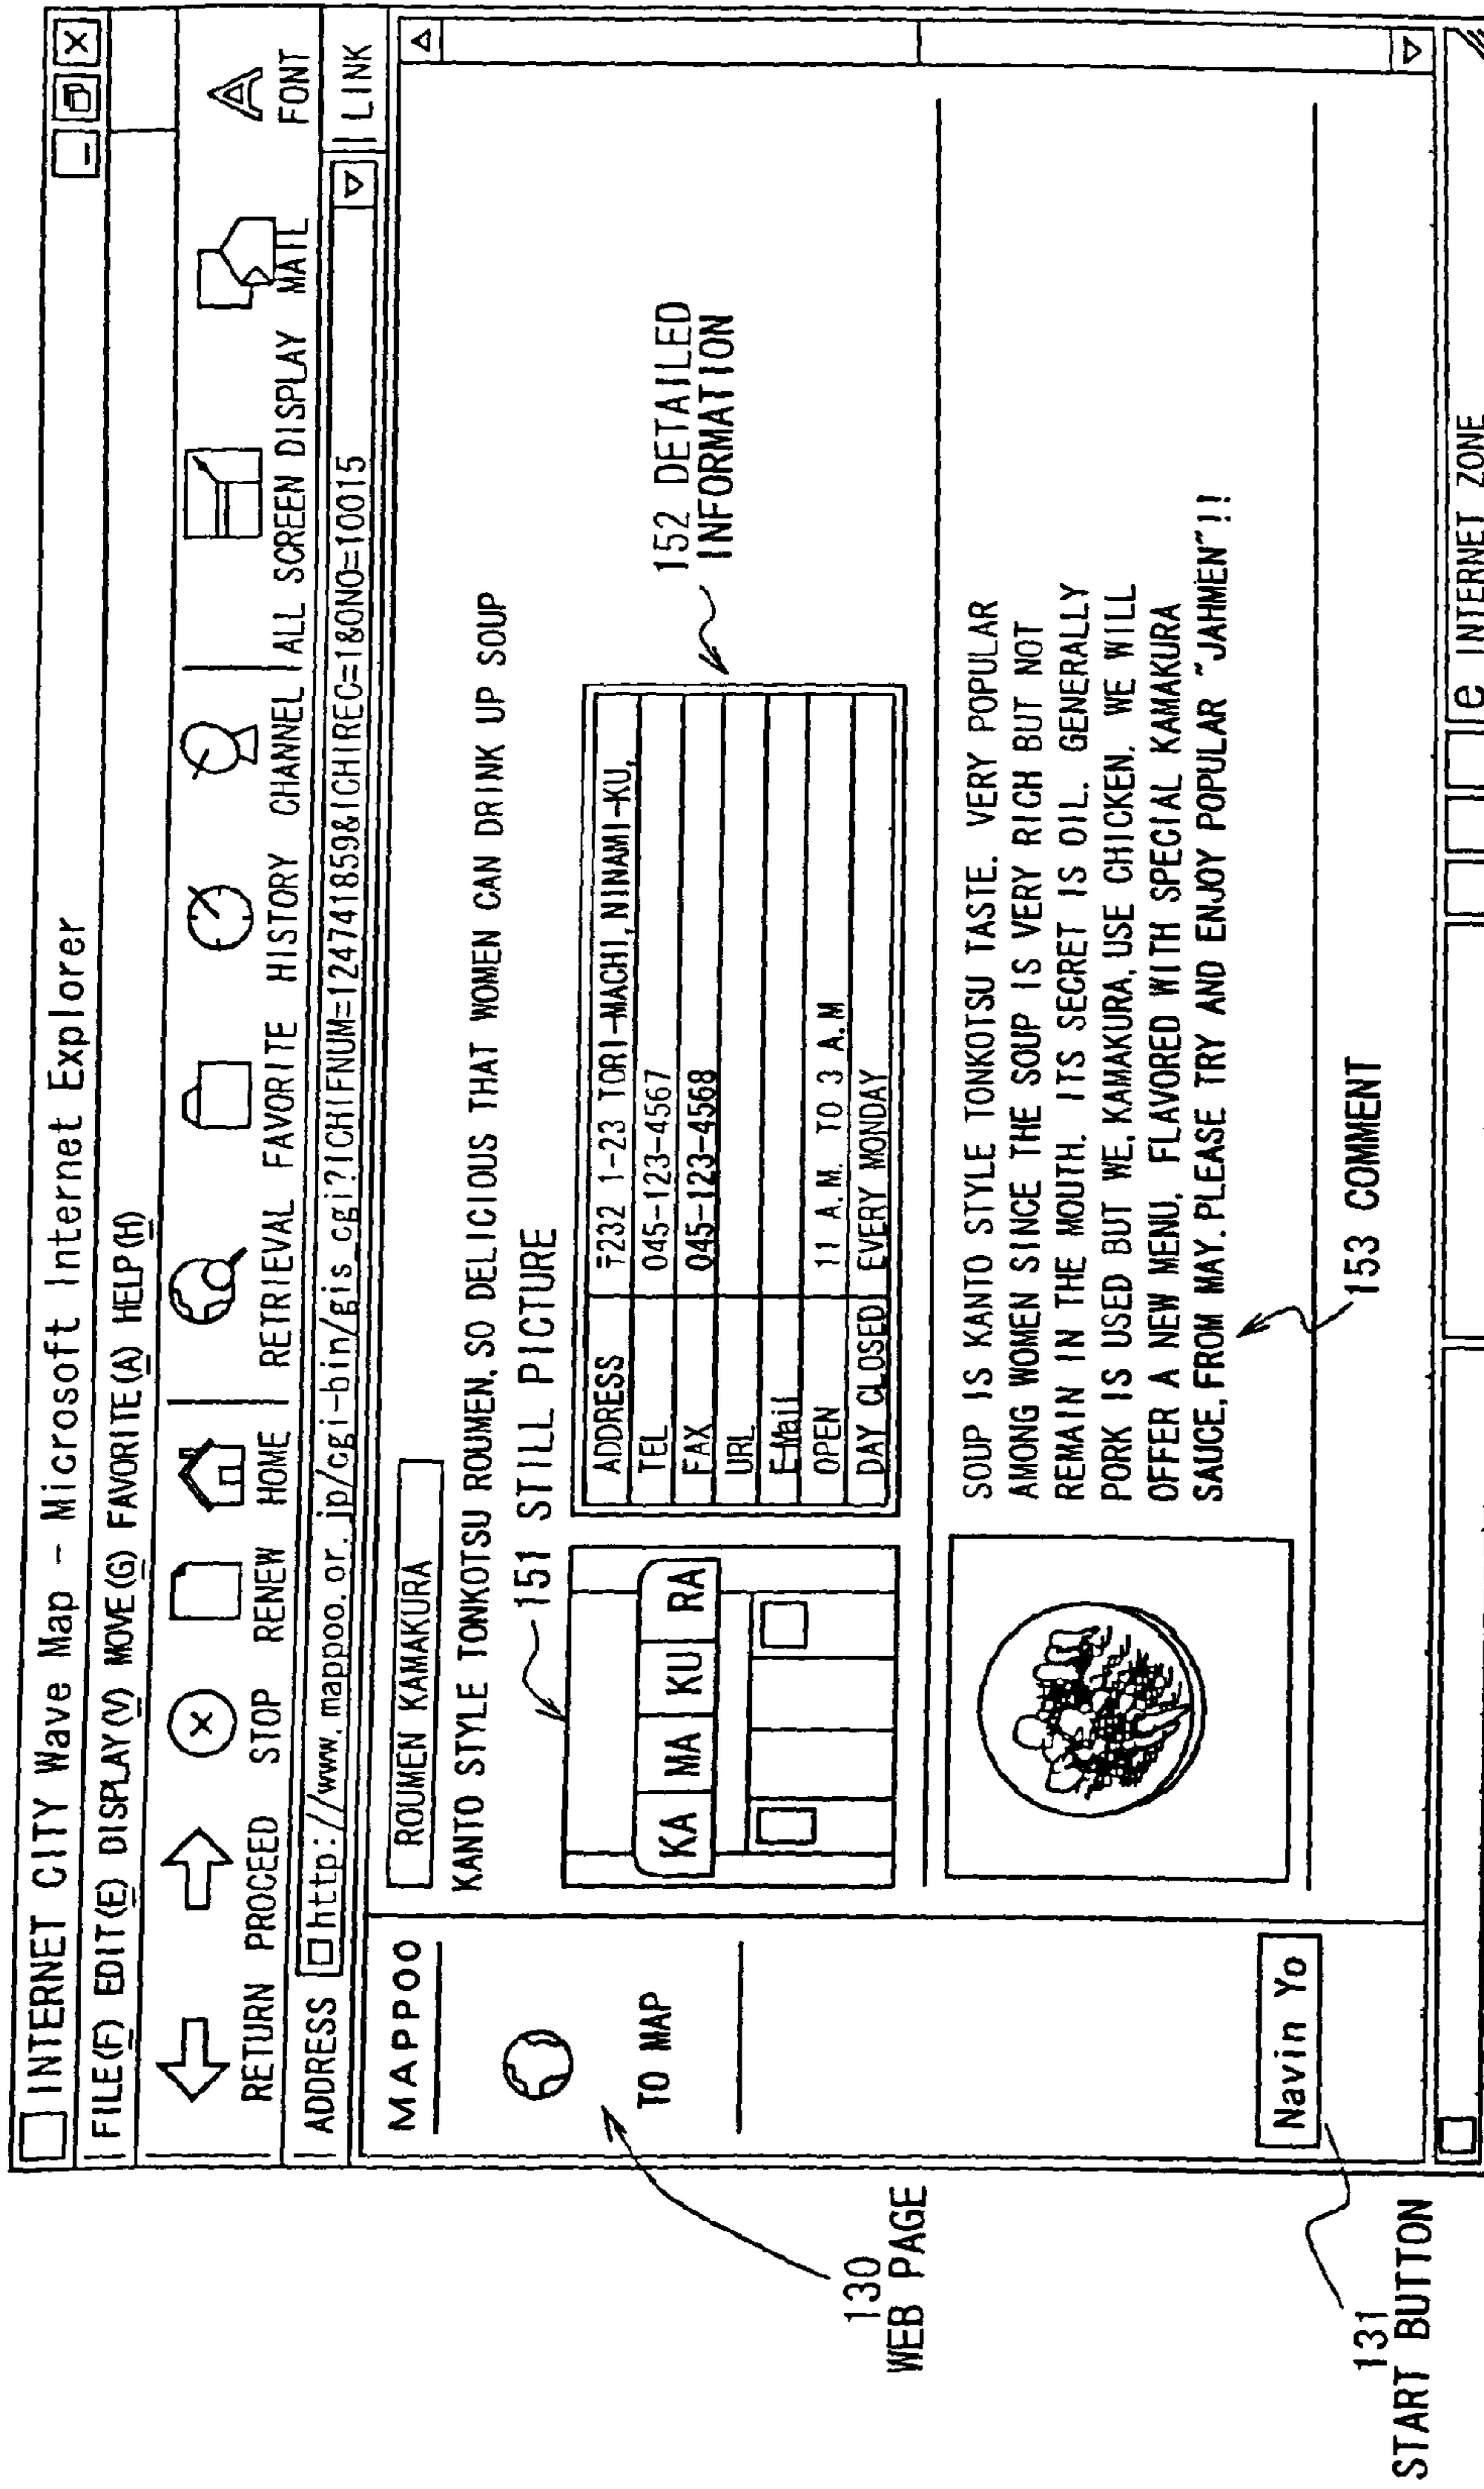 INTERNET CITY Wave Map - Microsoft Internet Explorer
FILE(F) EDIT(E) DISPLAY(V) MOVE(G) FAVORITE(A) HELP(H)
RETURN PROCEED STOP RENEW HOME RETRIEVAL FAVORITE HISTORY CHANNEL ALL SCREEN DISPLAY MAIL FONT
ADDRESS http://www.mappoo.or.jp/cgi-bin/gis_cgi?ICHIFNUM=124741859&ICHIREC=1&ONO=10015 LINK
MAPPOO
TO MAP
Navin Yo
ROUMEN KAMAKURA
KANTO STYLE TONKOTSU ROUMEN, SO DELICIOUS THAT WOMEN CAN DRINK UP SOUP
151 STILL PICTURE
KA MA KU RA
ADDRESS 〒232 1-23 TORI-MACHI, NINAMI-KU,
TEL 045-123-4567
FAX 045-123-4568
URL
E-Mail
OPEN 11 A.M. TO 3 A.M
DAY CLOSED EVERY MONDAY
152 DETAILED
INFORMATION
SOUP IS KANTO STYLE TONKOTSU TASTE. VERY POPULAR
AMONG WOMEN SINCE THE SOUP IS VERY RICH BUT NOT
REMAIN IN THE MOUTH. ITS SECRET IS OIL. GENERALLY
PORK IS USED BUT WE, KAMAKURA, USE CHICKEN. WE WILL
OFFER A NEW MENU, FLAVORED WITH SPECIAL KAMAKURA
SAUCE, FROM MAY. PLEASE TRY AND ENJOY POPULAR "JAHMEN"!!
153 COMMENT
e INTERNET ZONE
130
WEB PAGE
131
START BUTTON